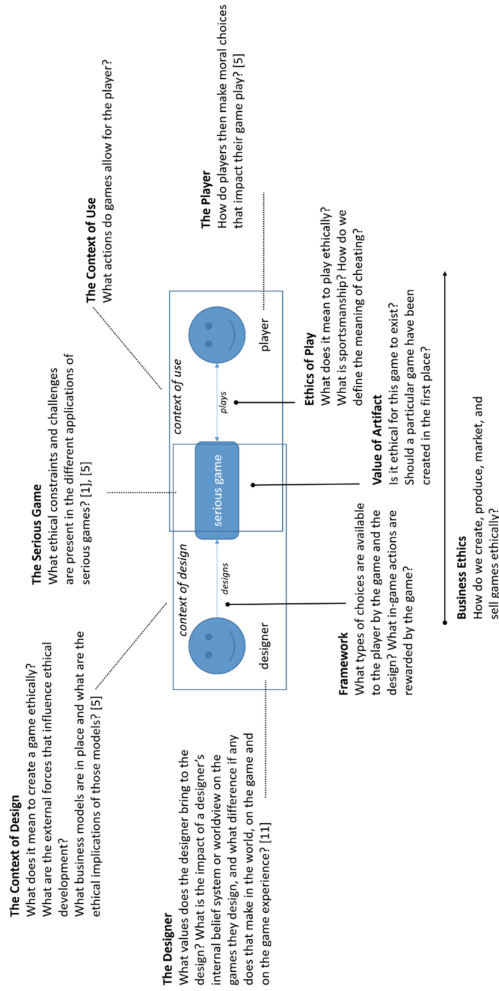 The Context of Design
What does it mean to create a game ethically?
What are the external forces that influence ethical
development?
What business models are in place and what are the
ethical implications of those models? [5]
The Serious Game
What ethical constraints and challenges
are present in the different applications of
serious games? [1], [5]
The Context of Use
What actions do games allow for the player?
The Designer
What values does the designer bring to the
design? What is the impact of a designer's
internal belief system or worldview on the
games they design, and what difference if any
does that make in the world, on the game and
on the game experience? [11]
context of design
designer
designs
serious game
context of use
plays
player
The Player
How do players then make moral choices
that impact their game play? [5]
Framework
What types of choices are available
to the player by the game and the
design? What in-game actions are
rewarded by the game?
Value of Artifact
Is it ethical for this game to exist?
Should a particular game have been
created in the first place?
Ethics of Play
What does it mean to play ethically?
What is sportsmanship? How do we
define the meaning of cheating?
Business Ethics
How do we create, produce, market, and
sell games ethically?